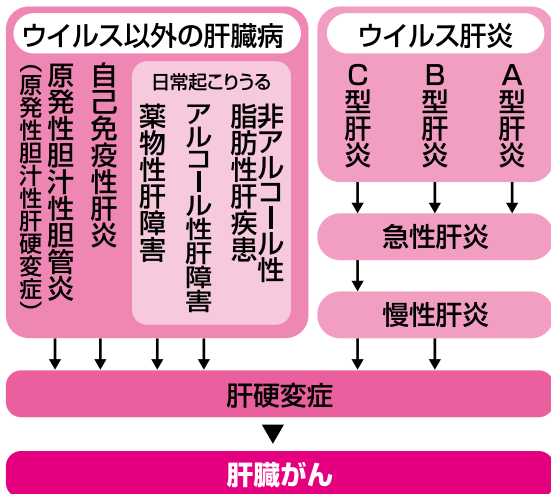 ウイルス以外の肝臓病
日常起こりうる
非アルコール性
脂肪性肝疾患
アルコール性肝障害
薬物性肝障害
自己免疫性肝炎
原発性胆汁性胆管炎
(原発性胆汁性肝硬変症)
ウイルス肝炎
A型肝炎
B型肝炎
C型肝炎
急性肝炎
慢性肝炎
肝硬変症
肝臓がん